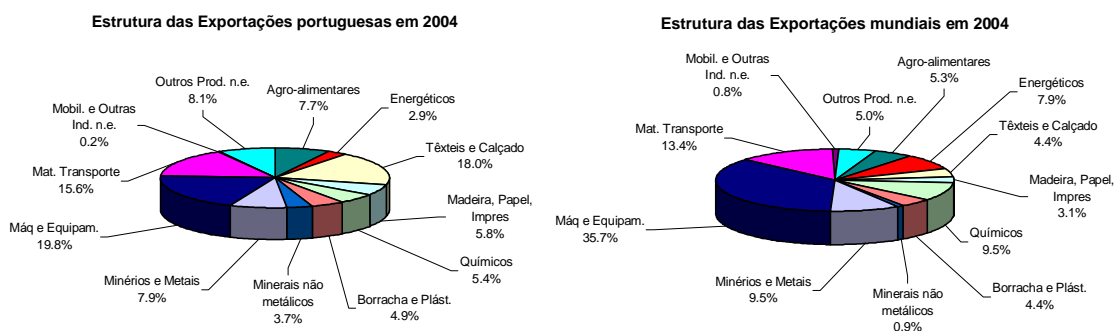 Estrutura das Exportações portuguesas em 2004
Outros Prod. n.e.
8.1%
Agro-alimentares
7.7%
Energéticos
2.9%
Mobil. e Outras
Ind. n.e.
0.2%
Têxteis e Calçado
18.0%
Mat. Transporte
15.6%
Madeira, Papel,
Impres
5.8%
Máq e Equipam.
19.8%
Químicos
5.4%
Minérios e Metais
7.9%
Minerais não
metálicos
3.7%
Borracha e Plást.
4.9%
Estrutura das Exportações mundiais em 2004
Mobil. e Outras
Ind. n.e.
0.8%
Agro-alimentares
5.3%
Outros Prod. n.e.
5.0%
Energéticos
7.9%
Mat. Transporte
13.4%
Têxteis e Calçado
4.4%
Madeira, Papel,
Impres
3.1%
Máq e Equipam.
35.7%
Químicos
9.5%
Minérios e Metais
9.5%
Minerais não
metálicos
0.9%
Borracha e Plást.
4.4%